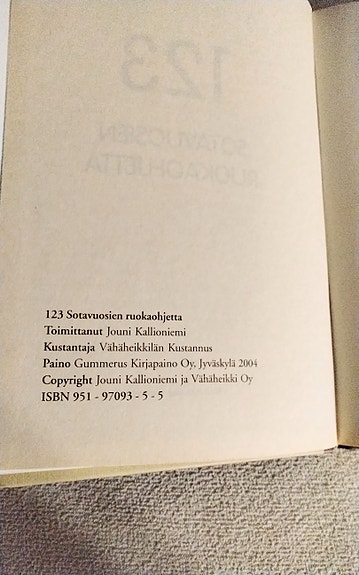 123
SOTAVUOSIEN
RUOKAOHJETTA
123 Sotavuosien ruokaohjetta
Toimittanut Jouni Kallioniemi
Kustantaja Vähäheikkilän Kustannus
Paino Gummerus Kirjapaino Oy, Jyväskylä 2004
Copyright Jouni Kallioniemi ja Vähäheikki Oy
ISBN 951 - 97093 - 5 - 5